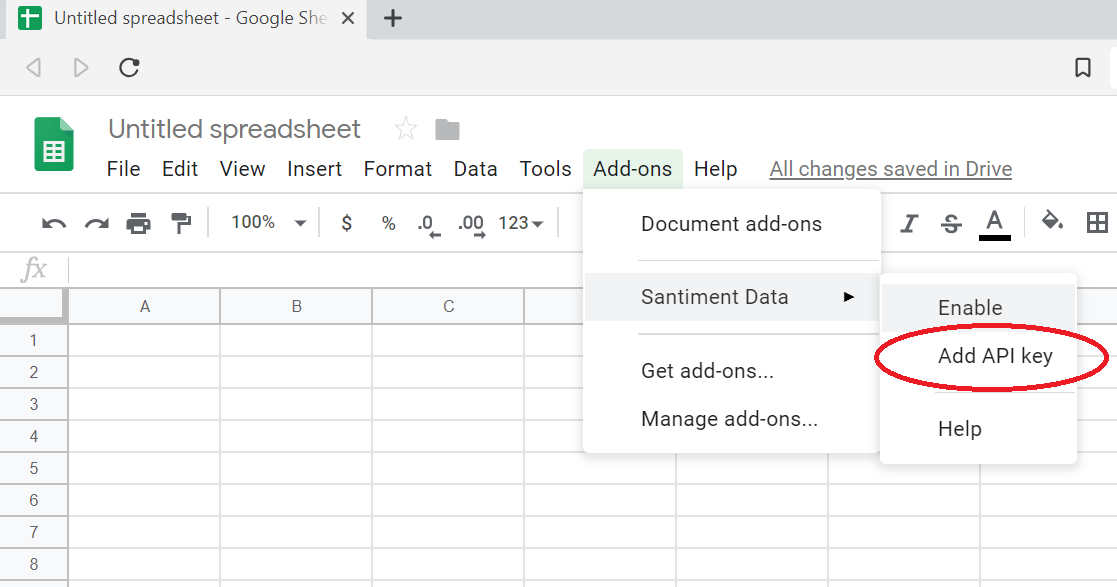 Untitled spreadsheet - Google She
Untitled spreadsheet
File Edit View Insert Format Data Tools Add-ons Help All changes saved in Drive
100% $ % .0 .00 123 I S A
Document add-ons
fx
Santiment Data
Enable
A B C
Add API key
1
Get add-ons...
2
3
Manage add-ons...
Help
4
5
6
7
8